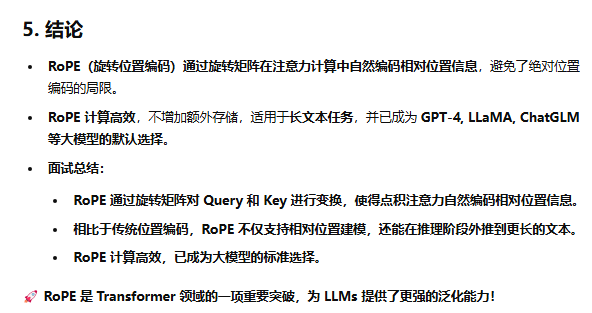 5. 结论
• RoPE（旋转位置编码）通过旋转矩阵在注意力计算中自然编码相对位置信息，避免了绝对位置
编码的局限。
• RoPE 计算高效，不增加额外存储，适用于长文本任务，并已成为 GPT-4, LLaMA, ChatGLM
等大模型的默认选择。
• 面试总结：
• RoPE 通过旋转矩阵对 Query 和 Key 进行变换，使得点积注意力自然编码相对位置信息。
• 相比于传统位置编码，RoPE 不仅支持相对位置建模，还能在推理阶段外推到更长的文本。
• RoPE 计算高效，已成为大模型的标准选择。
🚀 RoPE 是 Transformer 领域的一项重要突破，为 LLMs 提供了更强的泛化能力！